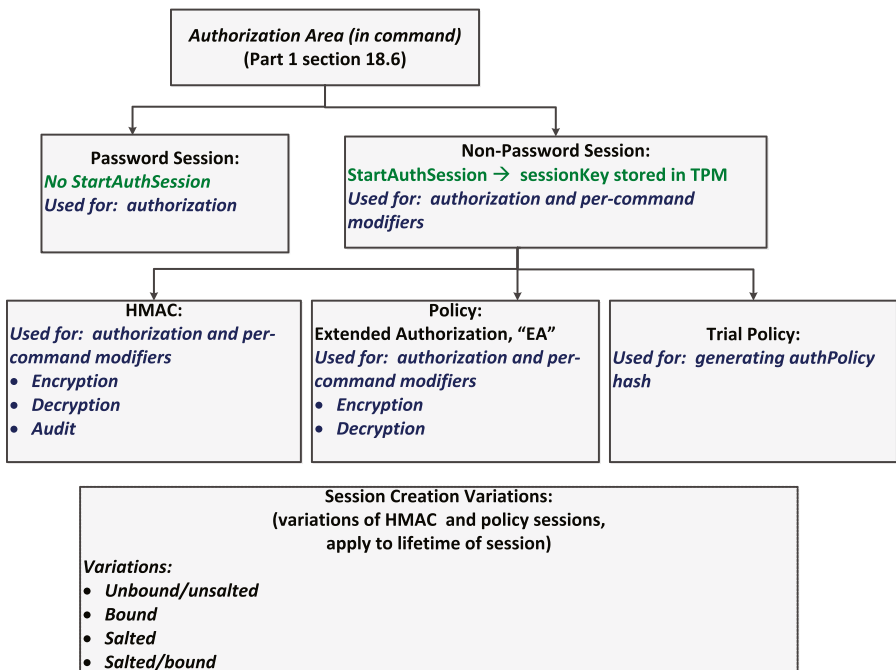 Authorization Area (in command)
(Part 1 section 18.6)
Password Session:
No StartAuthSession
Used for: authorization
Non-Password Session:
StartAuthSession → sessionKey stored in TPM
Used for: authorization and per-command
modifiers
HMAC:
Used for: authorization and per-
command modifiers
• Encryption
• Decryption
• Audit
Policy:
Extended Authorization, “EA”
Used for: authorization and per-
command modifiers
• Encryption
• Decryption
Trial Policy:
Used for: generating authPolicy
hash
Session Creation Variations:
(variations of HMAC and policy sessions,
apply to lifetime of session)
Variations:
• Unbound/unsalted
• Bound
• Salted
• Salted/bound